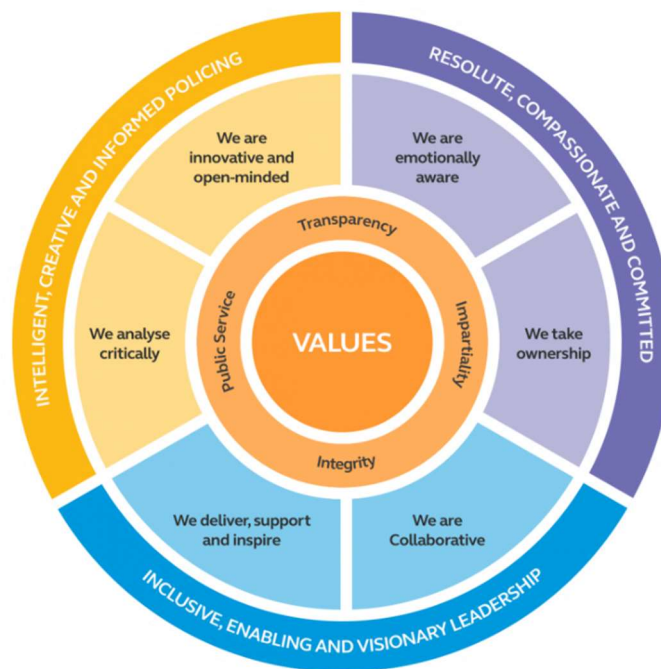 INTELLIGENT, CREATIVE AND INFORMED POLICING
RESOLUTE, COMPASSIONATE AND COMMITTED
We are
innovative and
open-minded
We are
emotionally
aware
Transparency
We analyse
critically
Public Service
VALUES
Impartiality
We take
ownership
Integrity
We deliver, support
and inspire
We are
Collaborative
INCLUSIVE, ENABLING AND VISIONARY LEADERSHIP